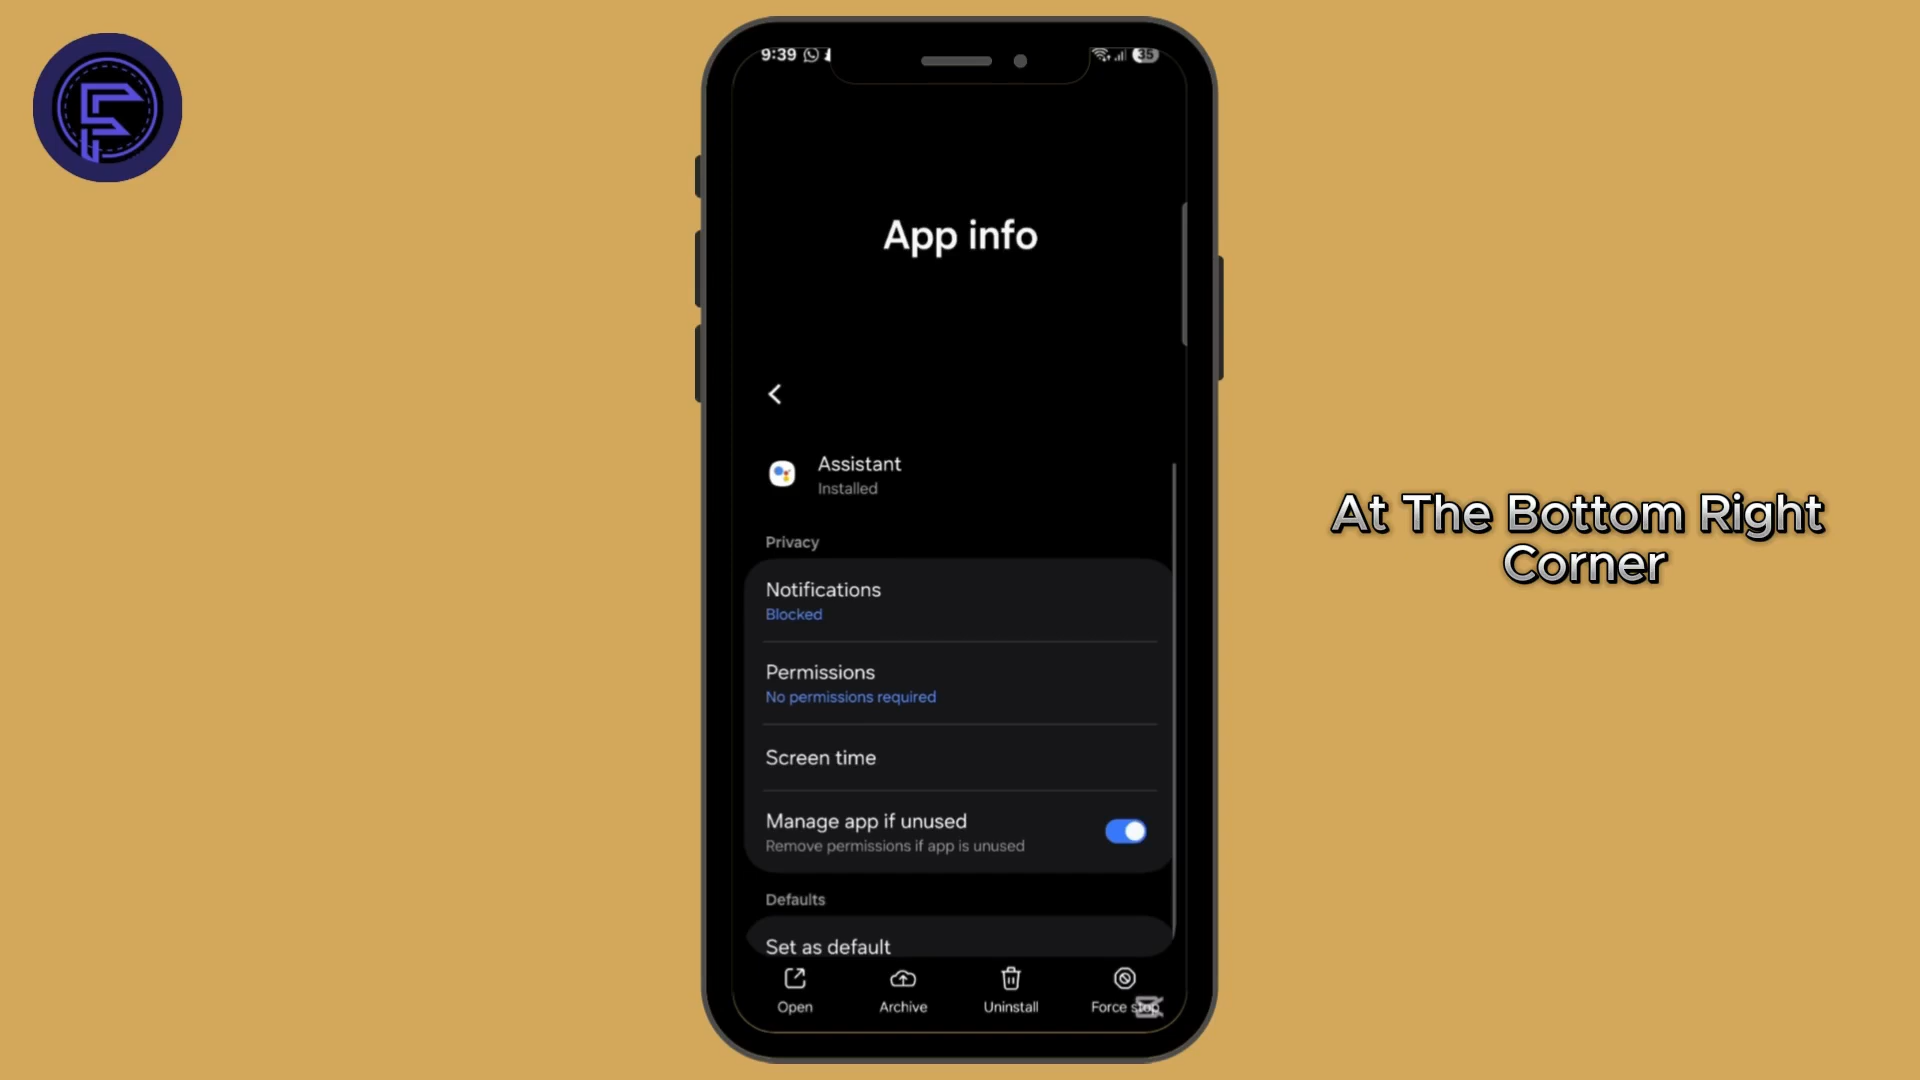 9:39
35
App info
Assistant
Installed
Privacy
Notifications
Blocked
Permissions
No permissions required
Screen time
Manage app if unused
Remove permissions if app is unused
Defaults
Set as default
Open
Archive
Uninstall
Force stop
At The Bottom Right
Corner